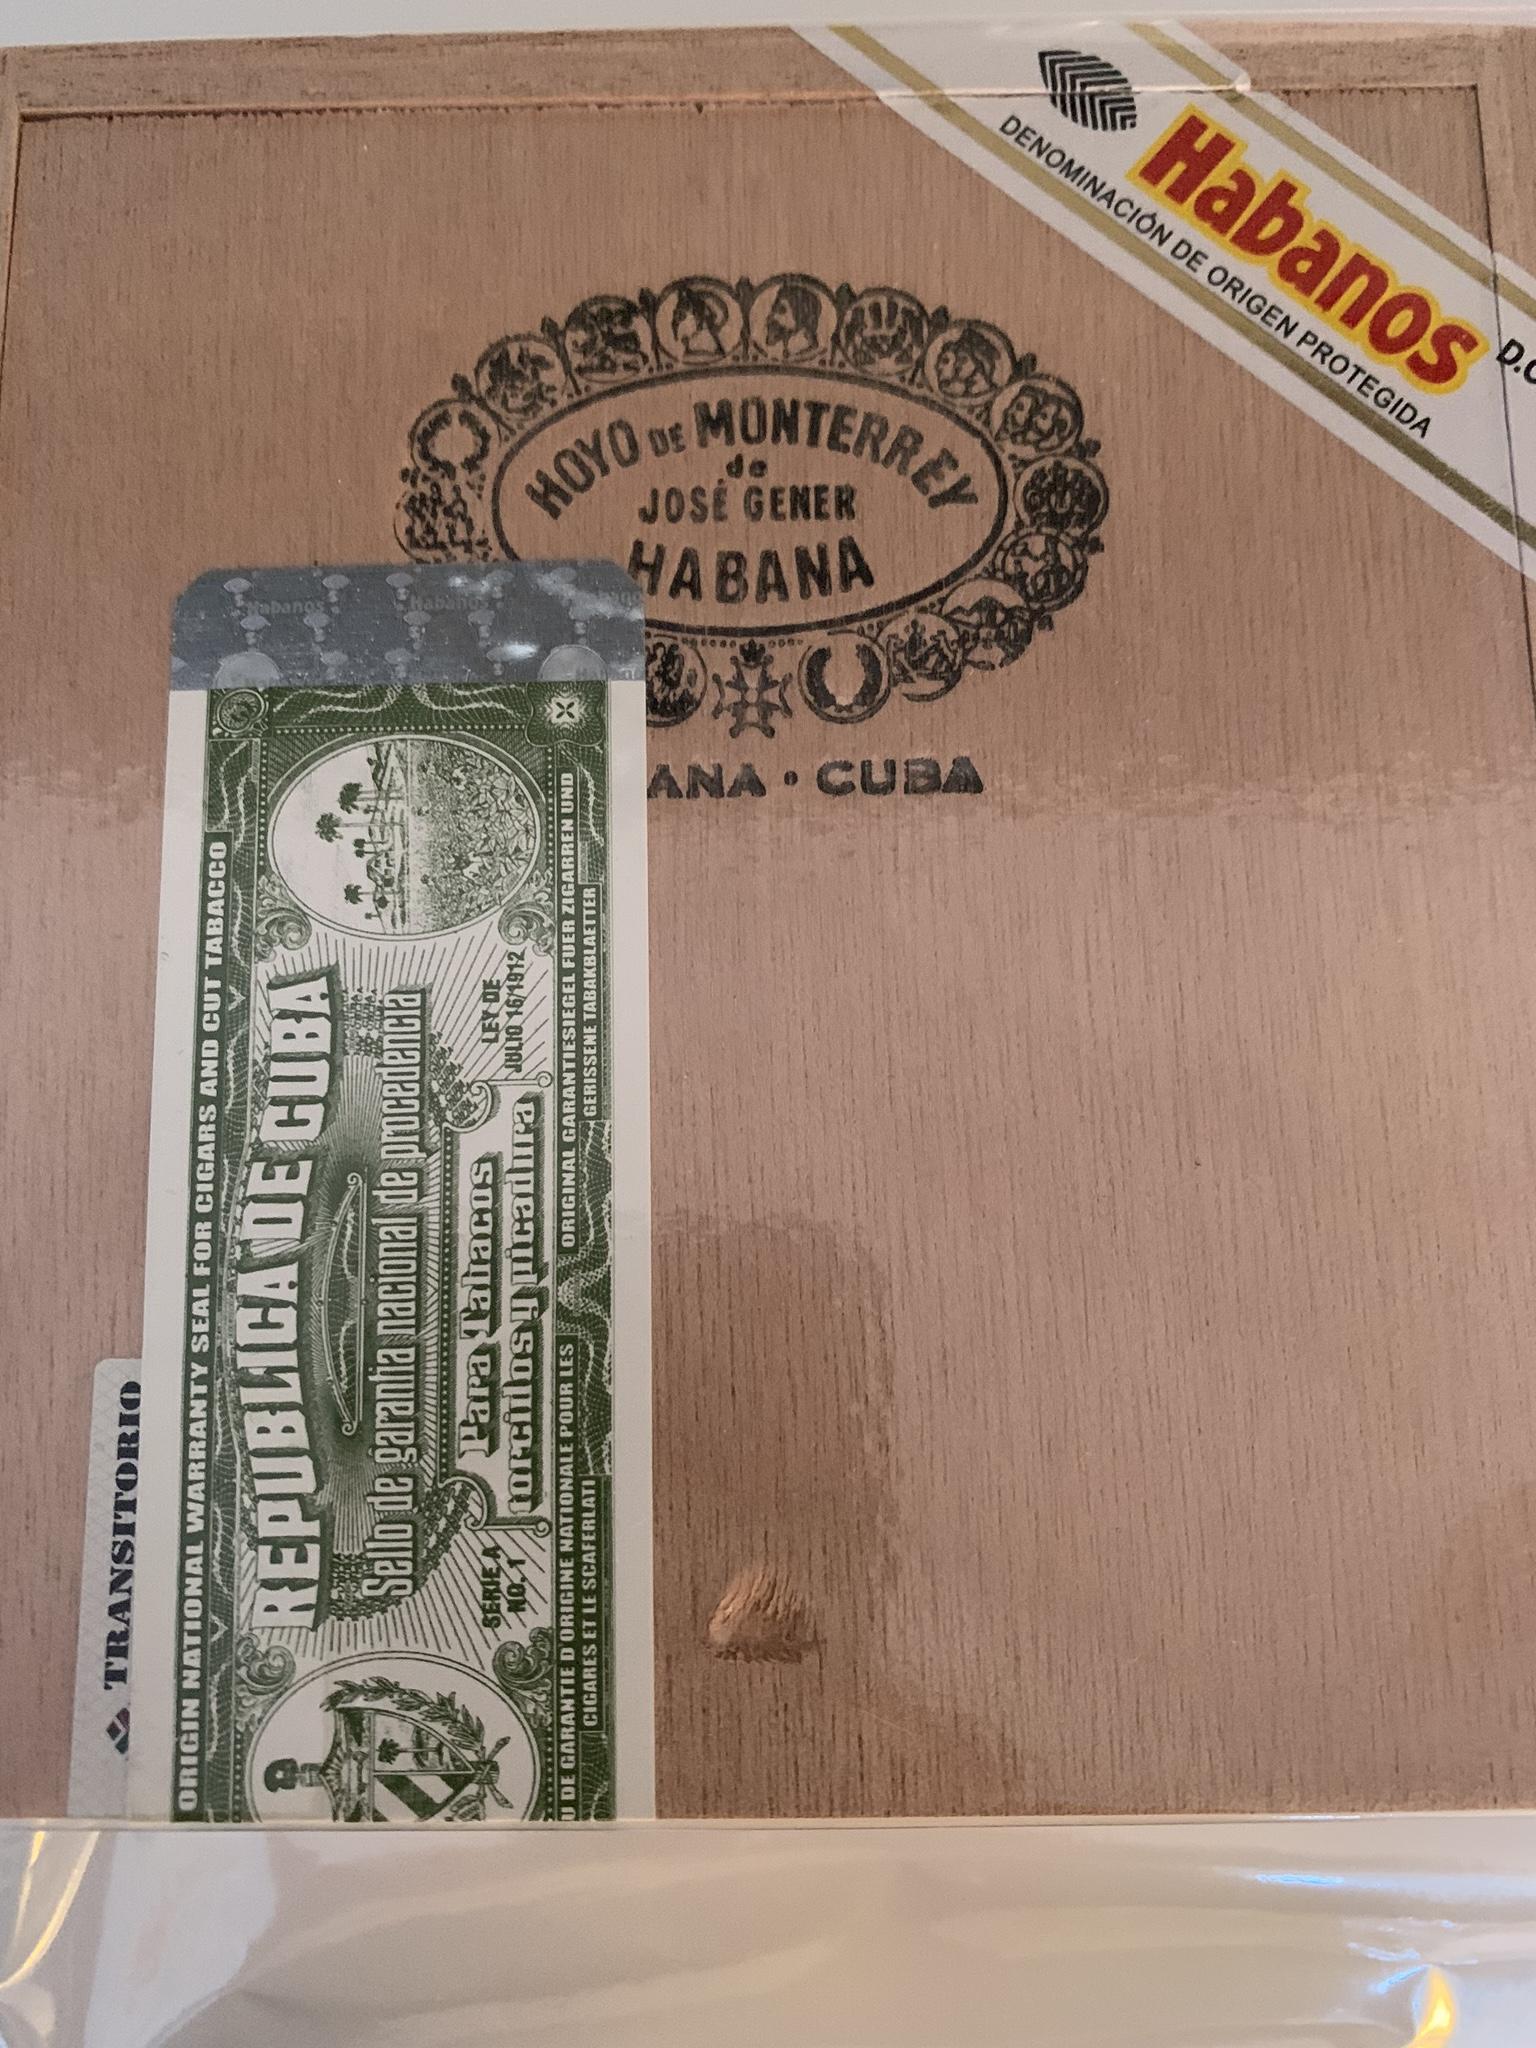 Habanos
DENOMINACIÓN DE ORIGEN PROTEGIDA
HOYO DE MONTERREY
de
JOSÉ GENER
HABANA
ANA • CUBA
Habanos Habanos
ORIGIN NATIONAL WARRANTY SEAL FOR CIGARS AND CUT TABACCO
REPUBLICA DE CUBA
Sello de garantia nacional de procedencia
SERIE A
NO. 1
Para Tabacos
torcidos y picadura
LEY DE
JULIO 16/1912
U DE GARANTIE D'ORIGINE NATIONALE POUR LES
CIGARES ET LE SCAFERLATI
ORIGINAL GARANTIESIEGEL FUER ZIGARREN UND
GERISSENE TABAKBLAETTER
TRANSITORIO